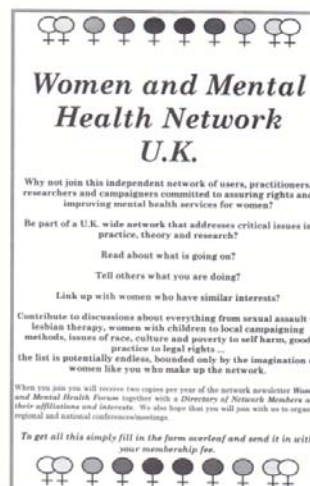 Women and Mental
Health Network
U.K.
Why not join this independent network of users, practitioners,
researchers and campaigners committed to assuring rights and
improving mental health services for women?
Be part of a U.K. wide network that addresses critical issues in
practice, theory and research?
Read about what is going on?
Tell others what you are doing?
Link up with women who have similar interests?
Contribute to discussions about everything from sexual assault
lesbian therapy, women with children to local campaigning
methods, issues of race, culture and poverty to self harm, good
practice to legal rights ...
the list is potentially endless, bounded only by the imagination
women like you who make up the network.
When you join you will receive two copies per year of the network newsletter
and Mental Health Forum together with a Directory of Network Members
their affiliations and interests. We also hope that you will join with us to
regional and national conferences/meetings.
To get all this simply fill in the form overleaf and send it in with
your membership fee.